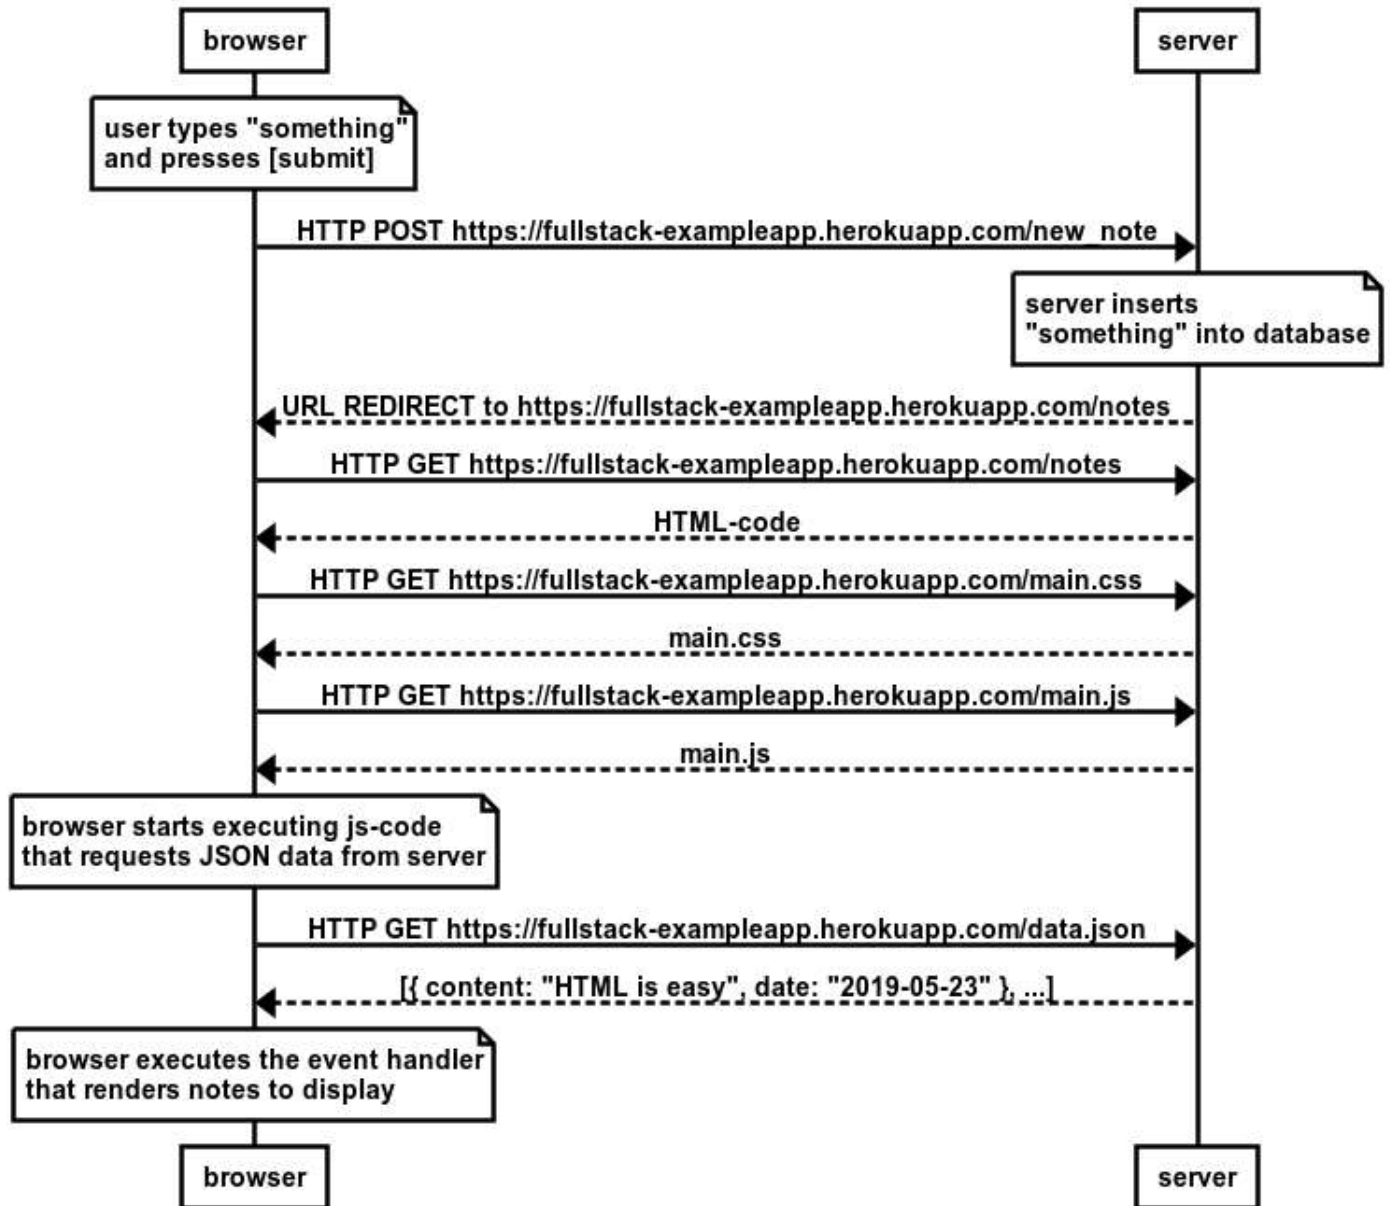 browser
server
user types "something"
and presses [submit]
HTTP POST https://fullstack-exampleapp.herokuapp.com/new_note
server inserts
"something" into database
URL REDIRECT to https://fullstack-exampleapp.herokuapp.com/notes
HTTP GET https://fullstack-exampleapp.herokuapp.com/notes
HTML-code
HTTP GET https://fullstack-exampleapp.herokuapp.com/main.css
main.css
HTTP GET https://fullstack-exampleapp.herokuapp.com/main.js
main.js
browser starts executing js-code
that requests JSON data from server
HTTP GET https://fullstack-exampleapp.herokuapp.com/data.json
[{ content: "HTML is easy", date: "2019-05-23" }, ...]
browser executes the event handler
that renders notes to display
browser
server